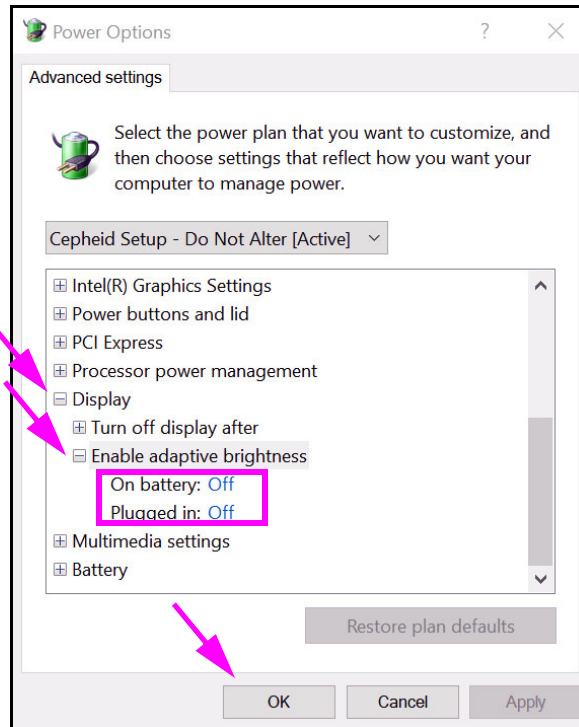 Power Options
?
Advanced settings
Select the power plan that you want to customize, and
then choose settings that reflect how you want your
computer to manage power.
Cepheid Setup - Do Not Alter [Active]
Intel(R) Graphics Settings
Power buttons and lid
PCI Express
Processor power management
Display
Turn off display after
Enable adaptive brightness
On battery: Off
Plugged in: Off
Multimedia settings
Battery
Restore plan defaults
OK Cancel Apply